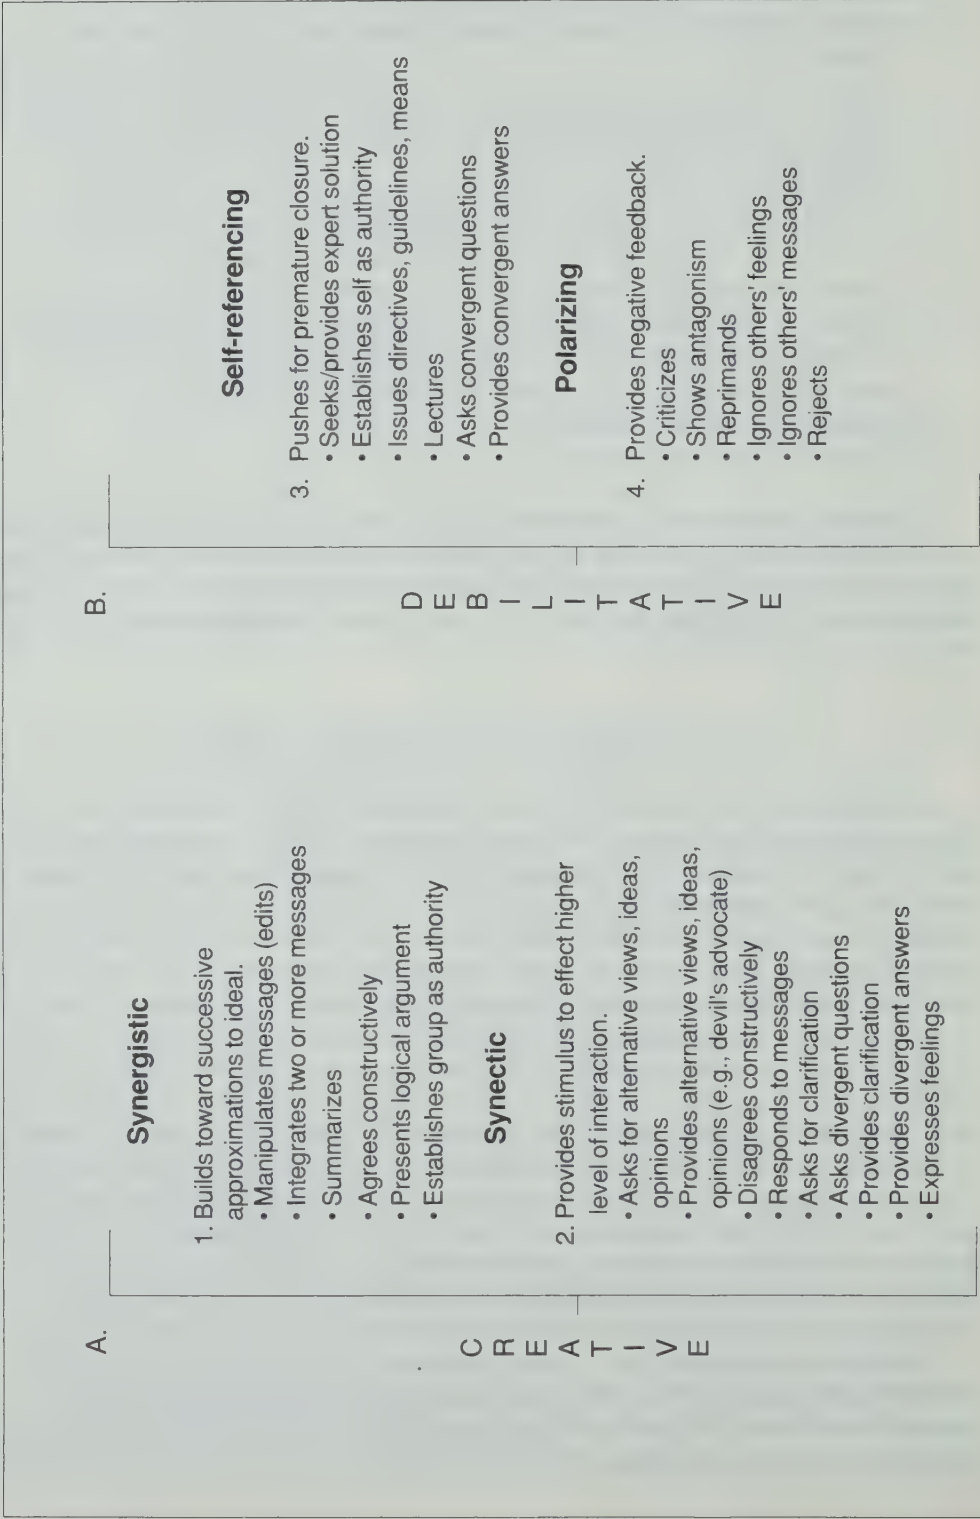 A.
CREATIVE
Synergistic
1. Builds toward successive
approximations to ideal.
• Manipulates messages (edits)
• Integrates two or more messages
• Summarizes
• Agrees constructively
• Presents logical argument
• Establishes group as authority
Synectic
2. Provides stimulus to effect higher
level of interaction.
• Asks for alternative views, ideas,
opinions
• Provides alternative views, ideas,
opinions (e.g., devil's advocate)
• Disagrees constructively
• Responds to messages
• Asks for clarification
• Asks divergent questions
• Provides clarification
• Provides divergent answers
• Expresses feelings
B.
DEBILITATIVE
Self-referencing
3. Pushes for premature closure.
• Seeks/provides expert solution
• Establishes self as authority
• Issues directives, guidelines, means
• Lectures
• Asks convergent questions
• Provides convergent answers
Polarizing
4. Provides negative feedback.
• Criticizes
• Shows antagonism
• Reprimands
• Ignores others' feelings
• Ignores others' messages
• Rejects